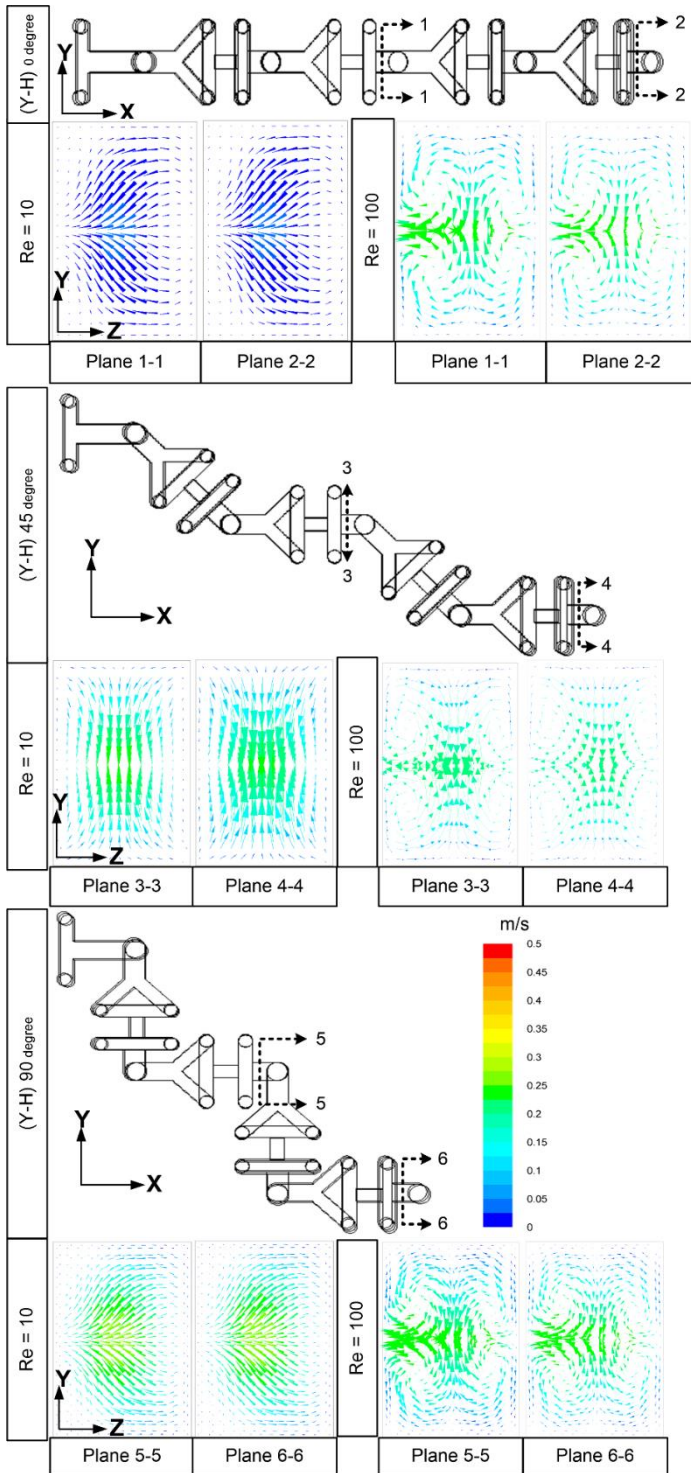 (Y-H) 0 degree
Y
X
1
1
2
2
Re = 10
Y
Z
Re = 100
Plane 1-1
Plane 2-2
Plane 1-1
Plane 2-2
(Y-H) 45 degree
Y
X
3
3
4
4
Re = 10
Y
Z
Re = 100
Plane 3-3
Plane 4-4
Plane 3-3
Plane 4-4
(Y-H) 90 degree
Y
X
5
5
6
6
m/s
0.5
0.45
0.4
0.35
0.3
0.25
0.2
0.15
0.1
0.05
0
Re = 10
Y
Z
Re = 100
Plane 5-5
Plane 6-6
Plane 5-5
Plane 6-6